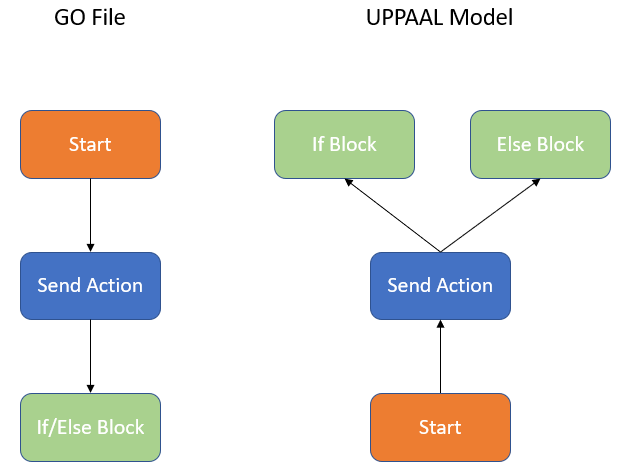 GO File
UPPAAL Model
Start
Send Action
If/Else Block
If Block
Else Block
Send Action
Start